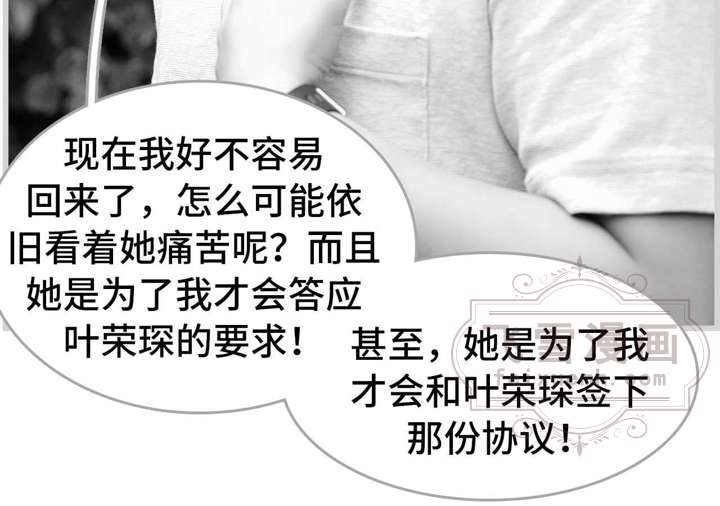 现在我好不容易
回来了，怎么可能依
旧看着她痛苦呢？而且
她是为了我才会答应
叶荣琛的要求！
甚至，她是为了我
才会和叶荣琛签下
那份协议！